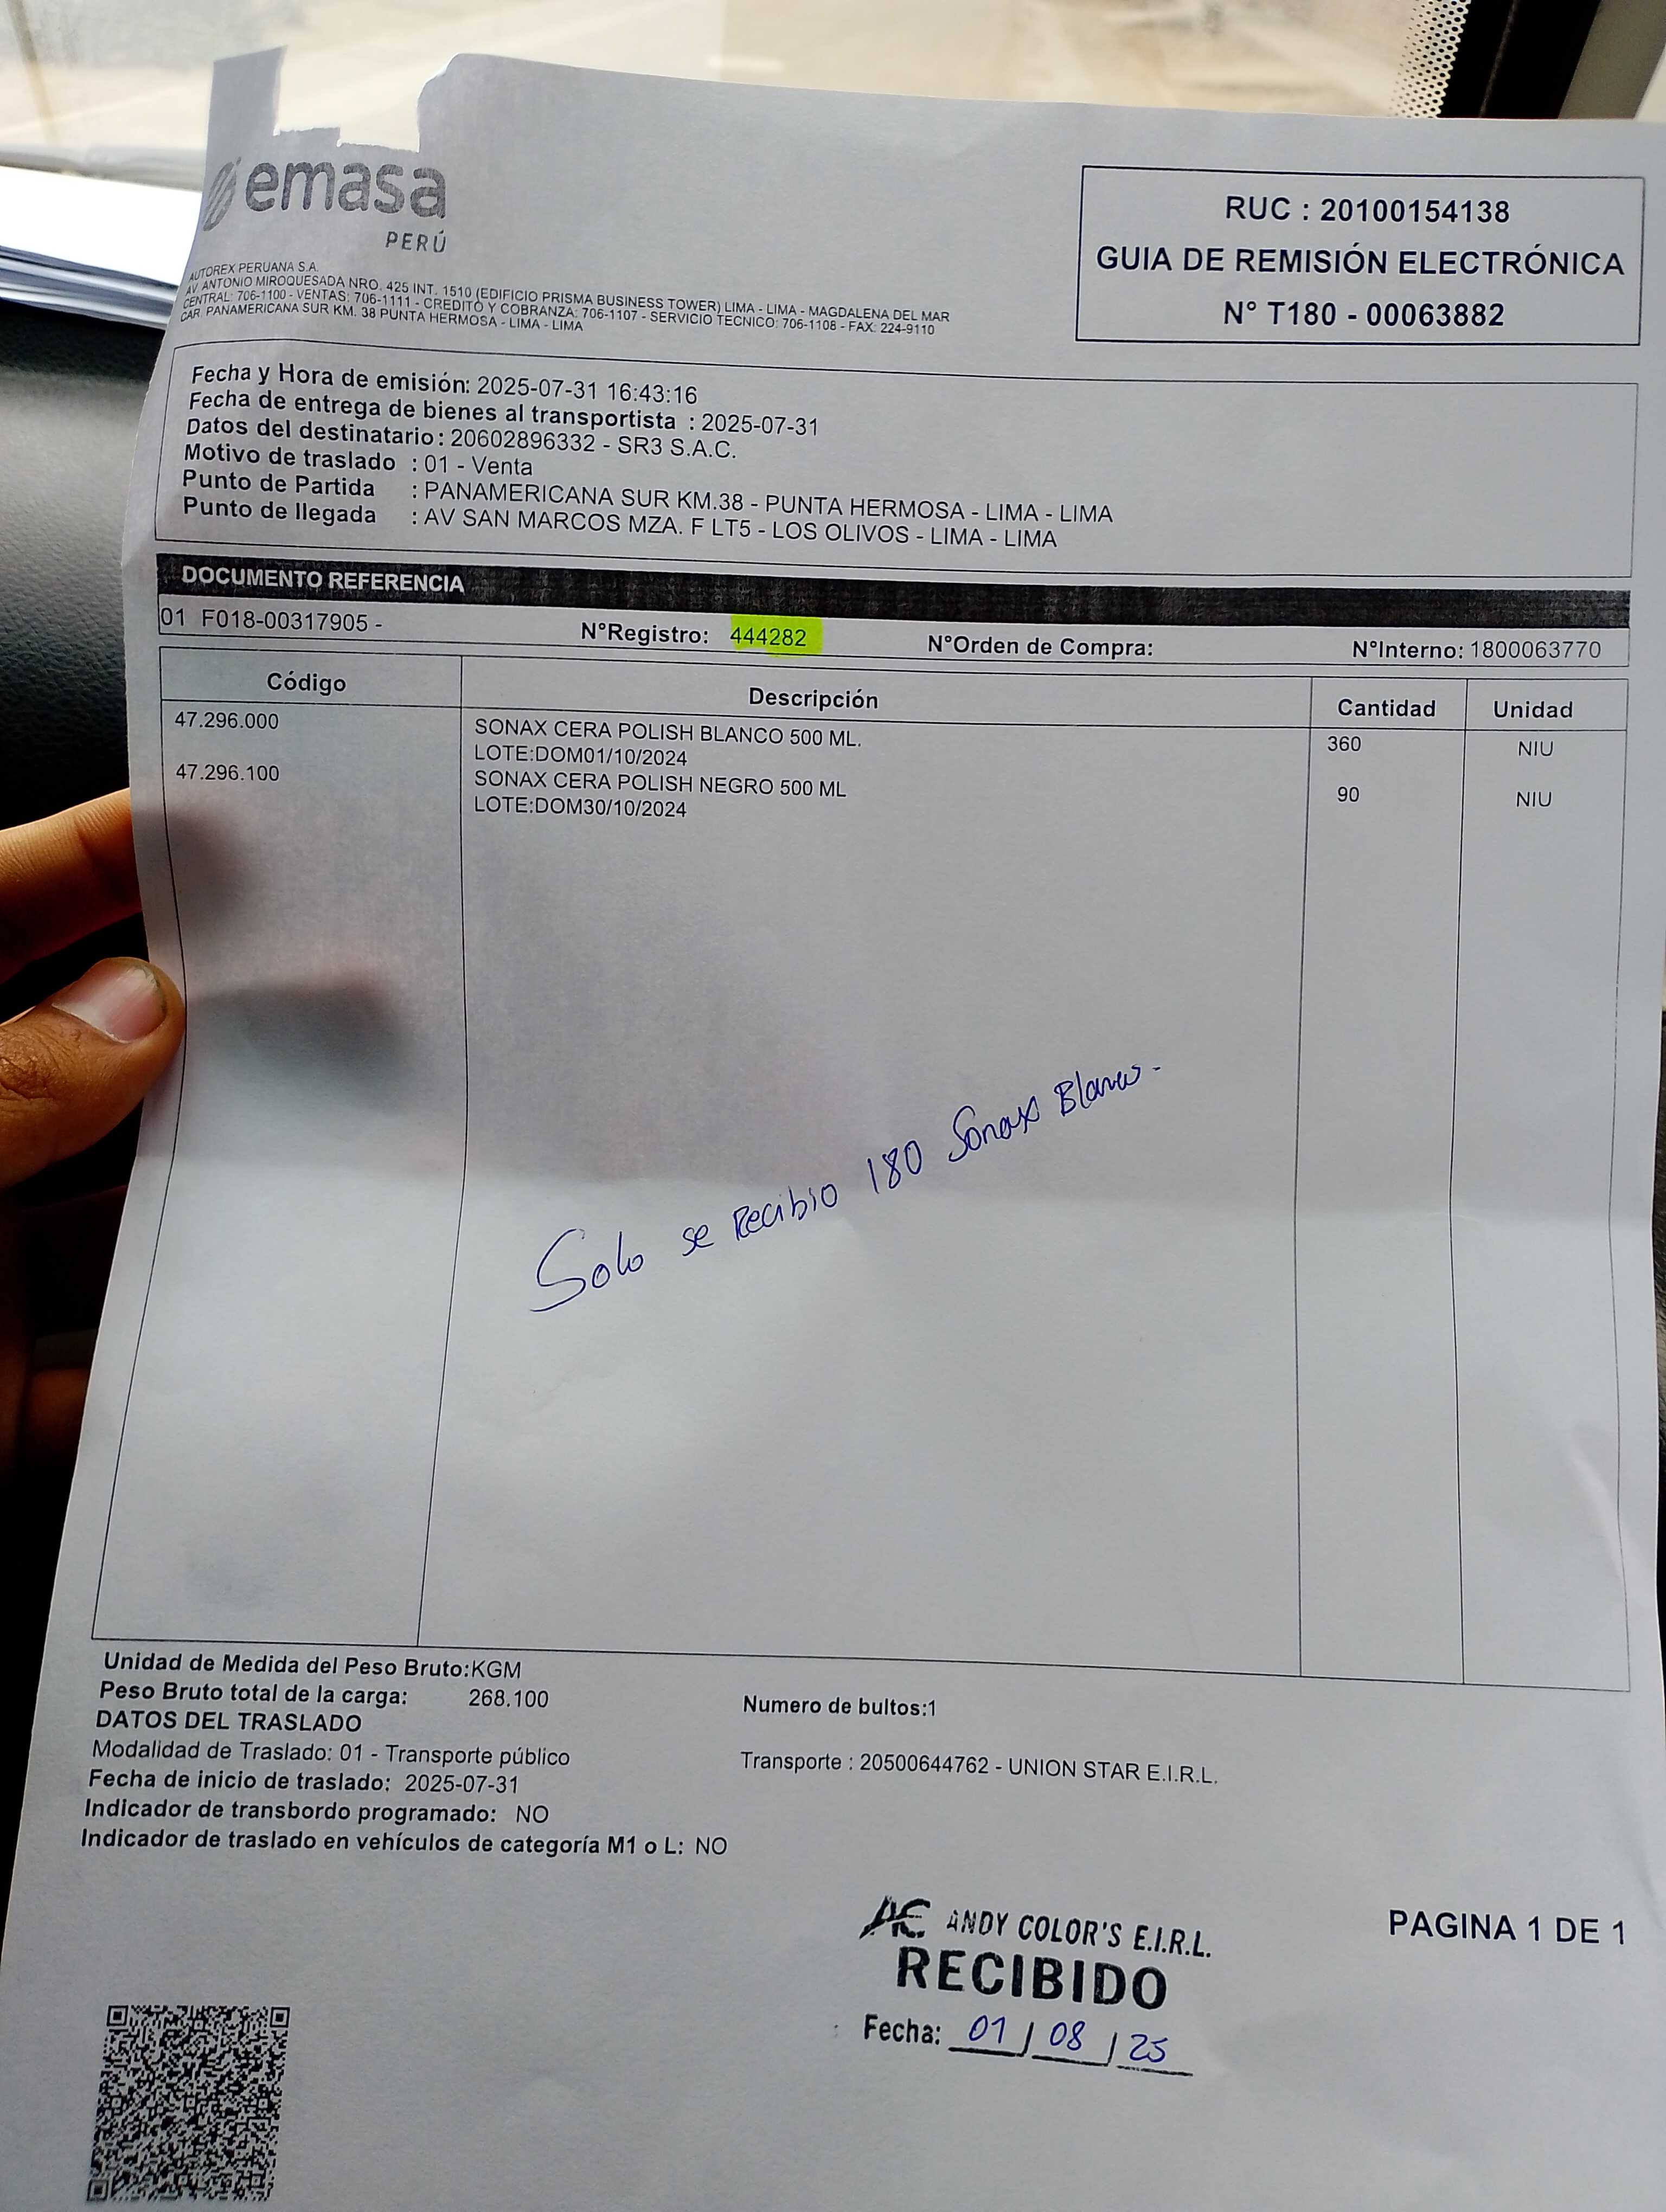 emasa
PERÚ
AUTOREX PERUANA S.A.
AV. ANTONIO MIROQUESADA NRO. 425 INT. 1510 (EDIFICIO PRISMA BUSINESS TOWER) LIMA - LIMA - MAGDALENA DEL MAR
CENTRAL: 706-1100 - VENTAS: 706-1111 - CREDITO Y COBRANZA: 706-1107 - SERVICIO TECNICO: 706-1108 - FAX: 224-9110
CAR. PANAMERICANA SUR KM. 38 PUNTA HERMOSA - LIMA - LIMA
RUC : 20100154138
GUIA DE REMISIÓN ELECTRÓNICA
N° T180 - 00063882
Fecha y Hora de emisión: 2025-07-31 16:43:16
Fecha de entrega de bienes al transportista : 2025-07-31
Datos del destinatario: 20602896332 - SR3 S.A.C.
Motivo de traslado : 01 - Venta
Punto de Partida : PANAMERICANA SUR KM.38 - PUNTA HERMOSA - LIMA - LIMA
Punto de llegada : AV SAN MARCOS MZA. F LT5 - LOS OLIVOS - LIMA - LIMA
DOCUMENTO REFERENCIA
01 F018-00317905 - N°Registro: 444282 N°Orden de Compra: N°Interno: 1800063770
Código Descripción Cantidad Unidad
47.296.000 SONAX CERA POLISH BLANCO 500 ML. 360 NIU
LOTE:DOM01/10/2024
47.296.100 SONAX CERA POLISH NEGRO 500 ML 90 NIU
LOTE:DOM30/10/2024
Solo se Recibio 180 Sonax Blanco.
Unidad de Medida del Peso Bruto:KGM
Peso Bruto total de la carga: 268.100 Numero de bultos:1
DATOS DEL TRASLADO
Modalidad de Traslado: 01 - Transporte público Transporte : 20500644762 - UNION STAR E.I.R.L.
Fecha de inicio de traslado: 2025-07-31
Indicador de transbordo programado: NO
Indicador de traslado en vehículos de categoría M1 o L: NO
AC ANDY COLOR'S E.I.R.L.
RECIBIDO
Fecha: 01 / 08 / 25
PAGINA 1 DE 1